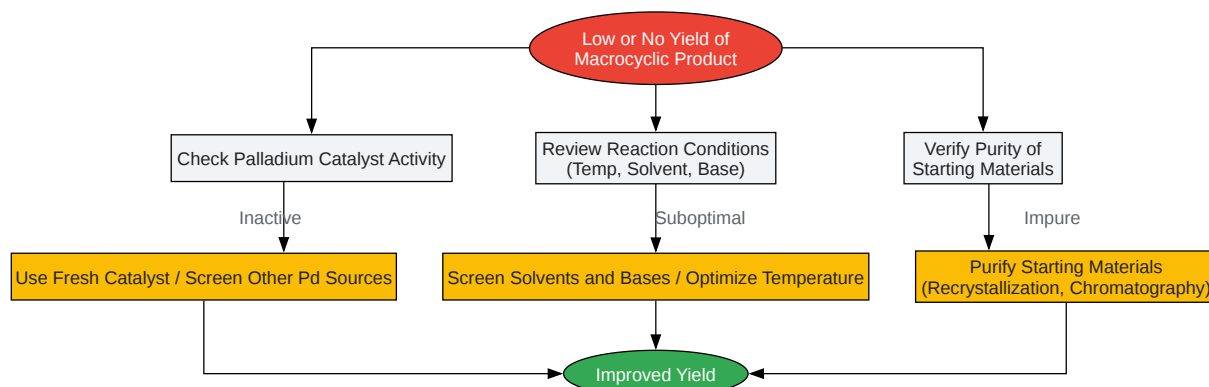 Low or No Yield of
Macrocyclic Product
Check Palladium Catalyst Activity
Review Reaction Conditions
(Temp, Solvent, Base)
Verify Purity of
Starting Materials
Inactive
Suboptimal
Impure
Use Fresh Catalyst / Screen Other Pd Sources
Screen Solvents and Bases / Optimize Temperature
Purify Starting Materials
(Recrystallization, Chromatography)
Improved Yield